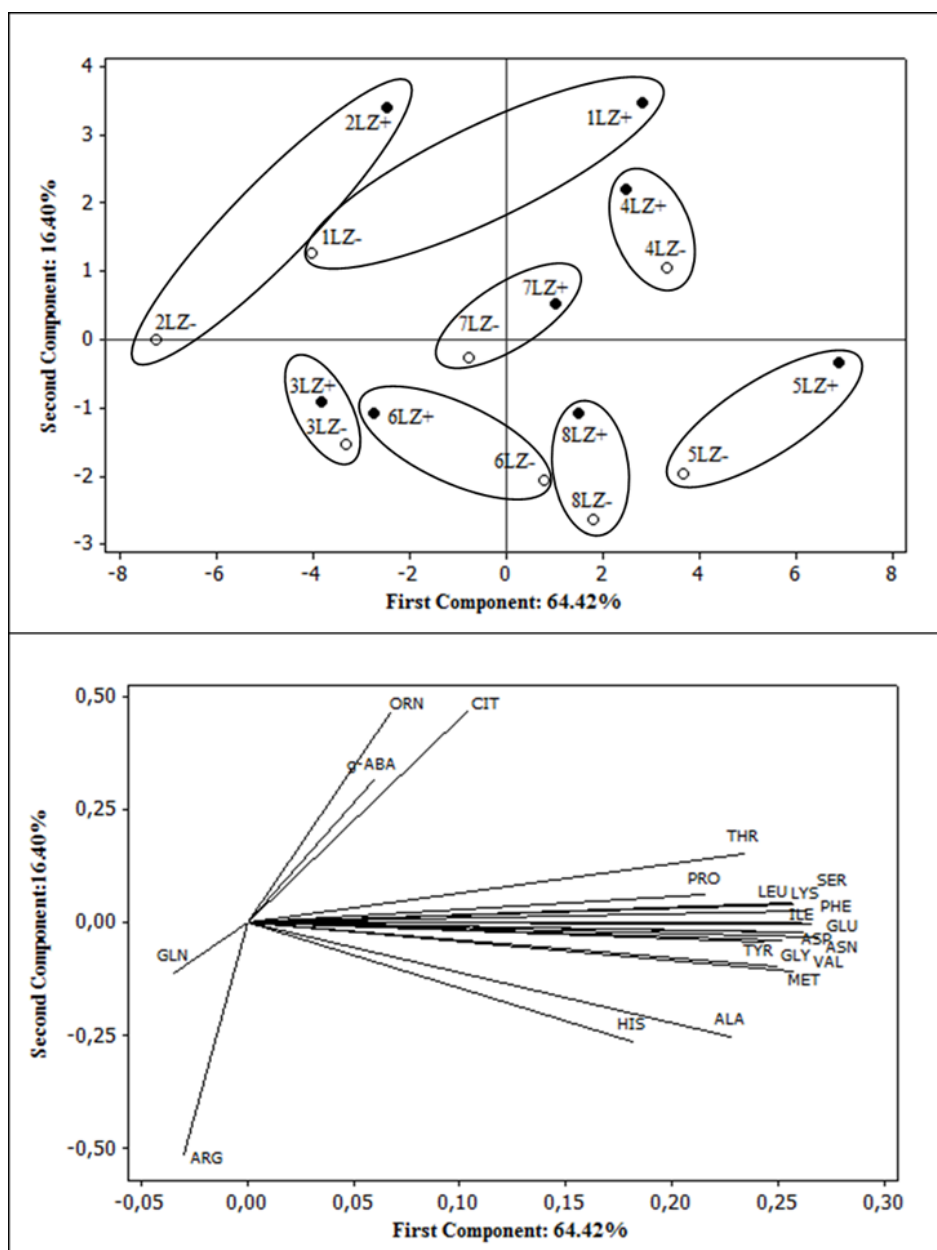 4
3
2
1
0
-1
-2
-3
-8
-6
-4
-2
0
2
4
6
8
Second Component: 16.40%
First Component: 64.42%
2LZ+
1LZ+
4LZ+
1LZ-
4LZ-
7LZ+
2LZ-
7LZ-
3LZ+
5LZ+
6LZ+
3LZ-
8LZ+
6LZ-
5LZ-
8LZ-
0,50
0,25
0,00
-0,25
-0,50
-0,05
0,00
0,05
0,10
0,15
0,20
0,25
0,30
Second Component:16.40%
First Component: 64.42%
ORN
CIT
g-ABA
THR
PRO
SER
LEU
LYS
PHE
ILE
GLU
ASP
ASN
TYR
GLY
VAL
MET
GLN
HIS
ALA
ARG